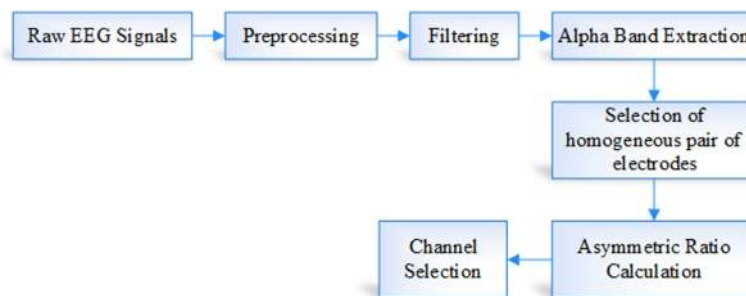 Raw EEG Signals
Preprocessing
Filtering
Alpha Band Extraction
Selection of
homogeneous pair of
electrodes
Asymmetric Ratio
Calculation
Channel
Selection